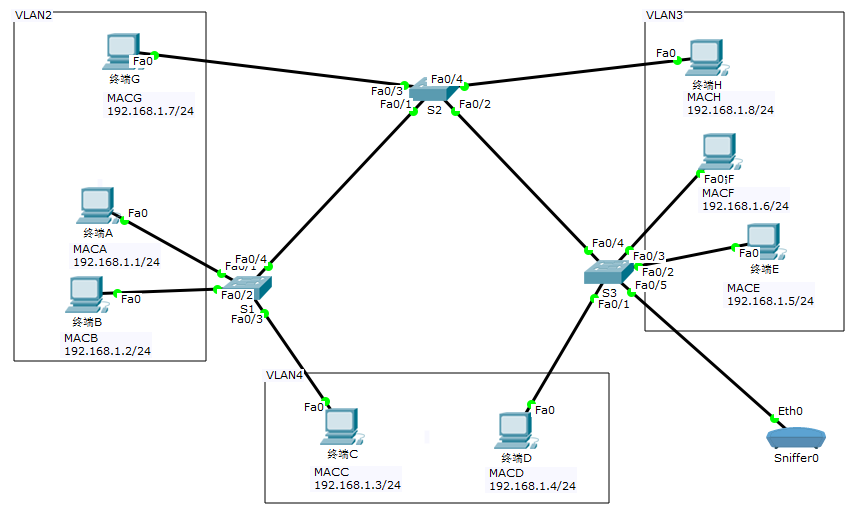 VLAN2
VLAN3
Fa0
终端G
MACG
192.168.1.7/24
Fa0/3
Fa0/4
Fa0/1
Fa0/2
S2
Fa0
终端H
MACH
192.168.1.8/24
MACF
192.168.1.6/24
Fa0
终端A
MACA
192.168.1.1/24
Fa0/4
Fa0/1
Fa0/2
S1
Fa0/3
Fa0
终端B
MACB
192.168.1.2/24
Fa0/4
Fa0/3
Fa0/2
Fa0/5
S3
Fa0/1
Fa0
终端E
MACE
192.168.1.5/24
VLAN4
Fa0
终端C
MACC
192.168.1.3/24
Fa0
终端D
MACD
192.168.1.4/24
Eth0
Sniffer0